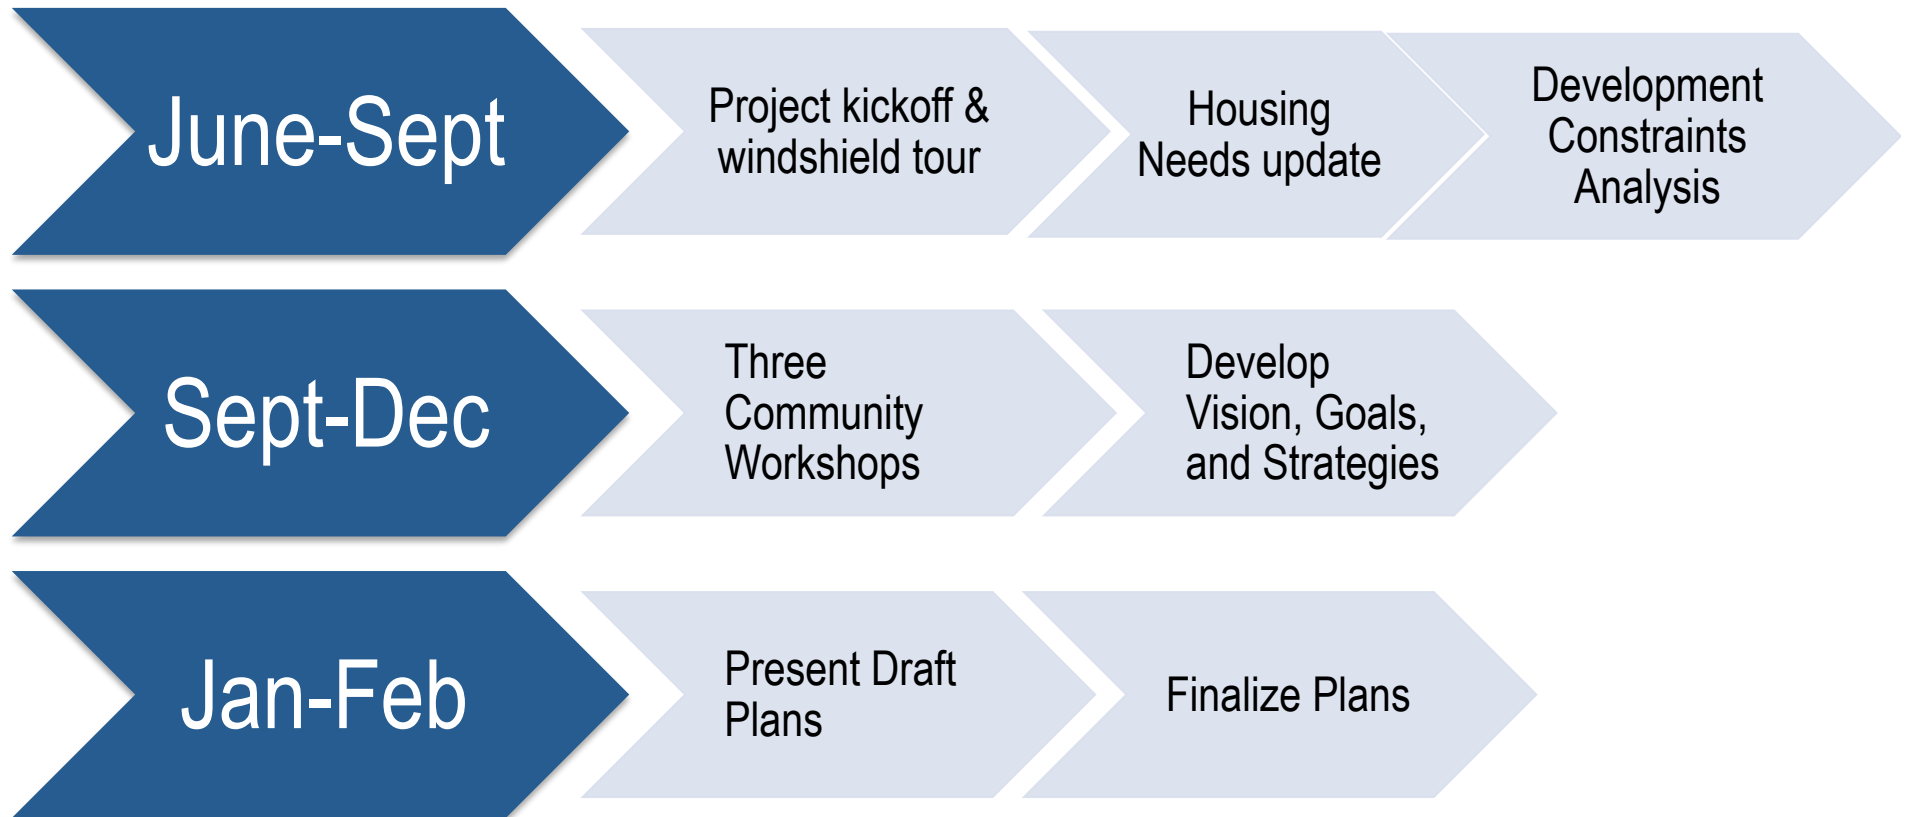 June-Sept
Project kickoff &
windshield tour
Housing
Needs update
Development
Constraints
Analysis
Sept-Dec
Three
Community
Workshops
Develop
Vision, Goals,
and Strategies
Jan-Feb
Present Draft
Plans
Finalize Plans